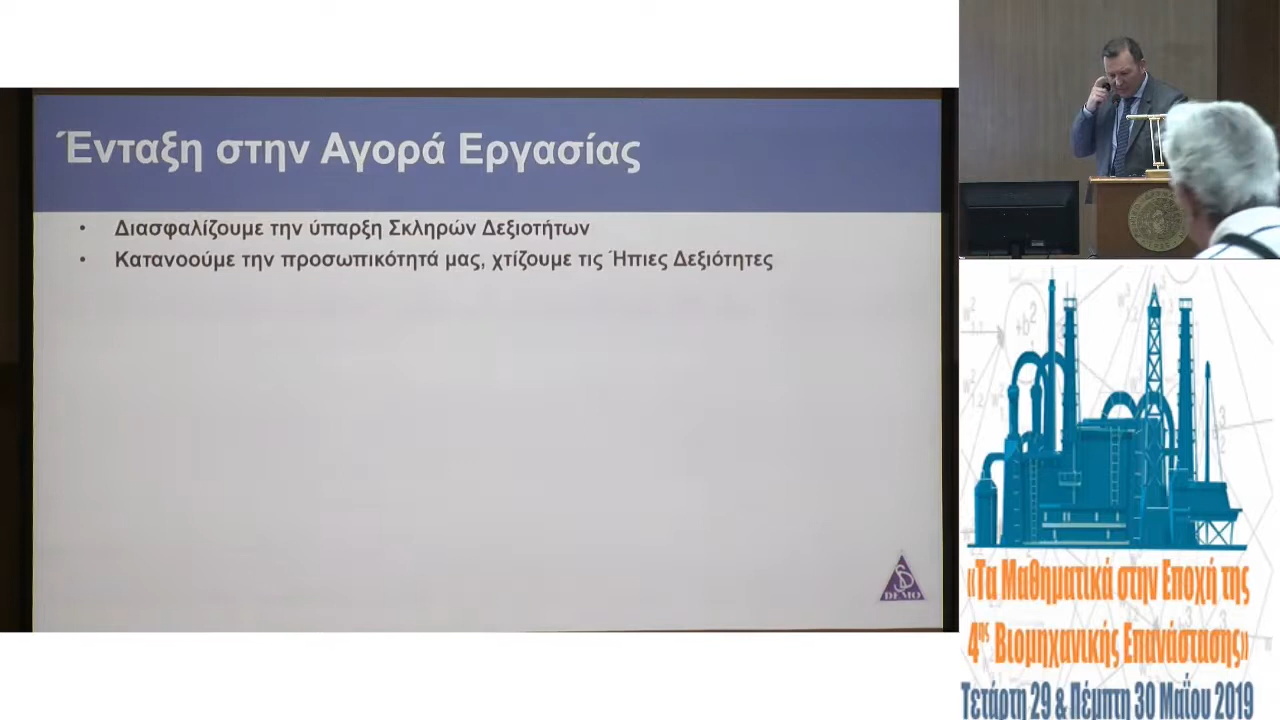 Ένταξη στην Αγορά Εργασίας
• Διασφαλίζουμε την ύπαρξη Σκληρών Δεξιοτήτων
• Κατανοούμε την προσωπικότητά μας, χτίζουμε τις Ήπιες Δεξιότητες
DEMO
«Τα Μαθηματικά στην Εποχή της
4ης Βιομηχανικής Επανάστασης»
Τετάρτη 29 & Πέμπτη 30 Μαΐου 2019